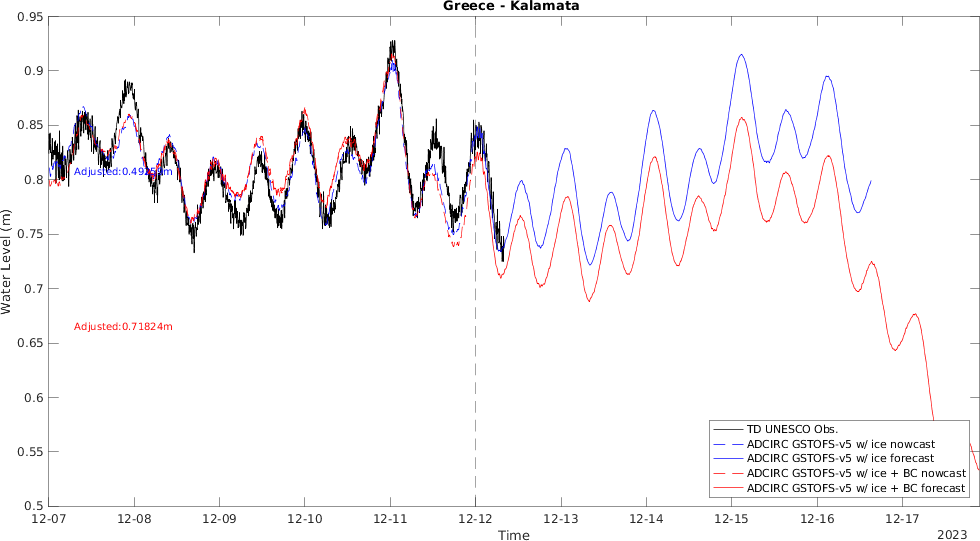 Greece - Kalamata
0.95
0.9
0.85
0.8
0.75
0.7
0.65
0.6
0.55
0.5
Water Level (m)
Adjusted:0.71824m
TD UNESCO Obs.
ADCIRC GSTOFS-v5 w/ ice nowcast
ADCIRC GSTOFS-v5 w/ ice forecast
ADCIRC GSTOFS-v5 w/ ice + BC nowcast
ADCIRC GSTOFS-v5 w/ ice + BC forecast
12-07 12-08 12-09 12-10 12-11 12-12 12-13 12-14 12-15 12-16 12-17
Time
2023